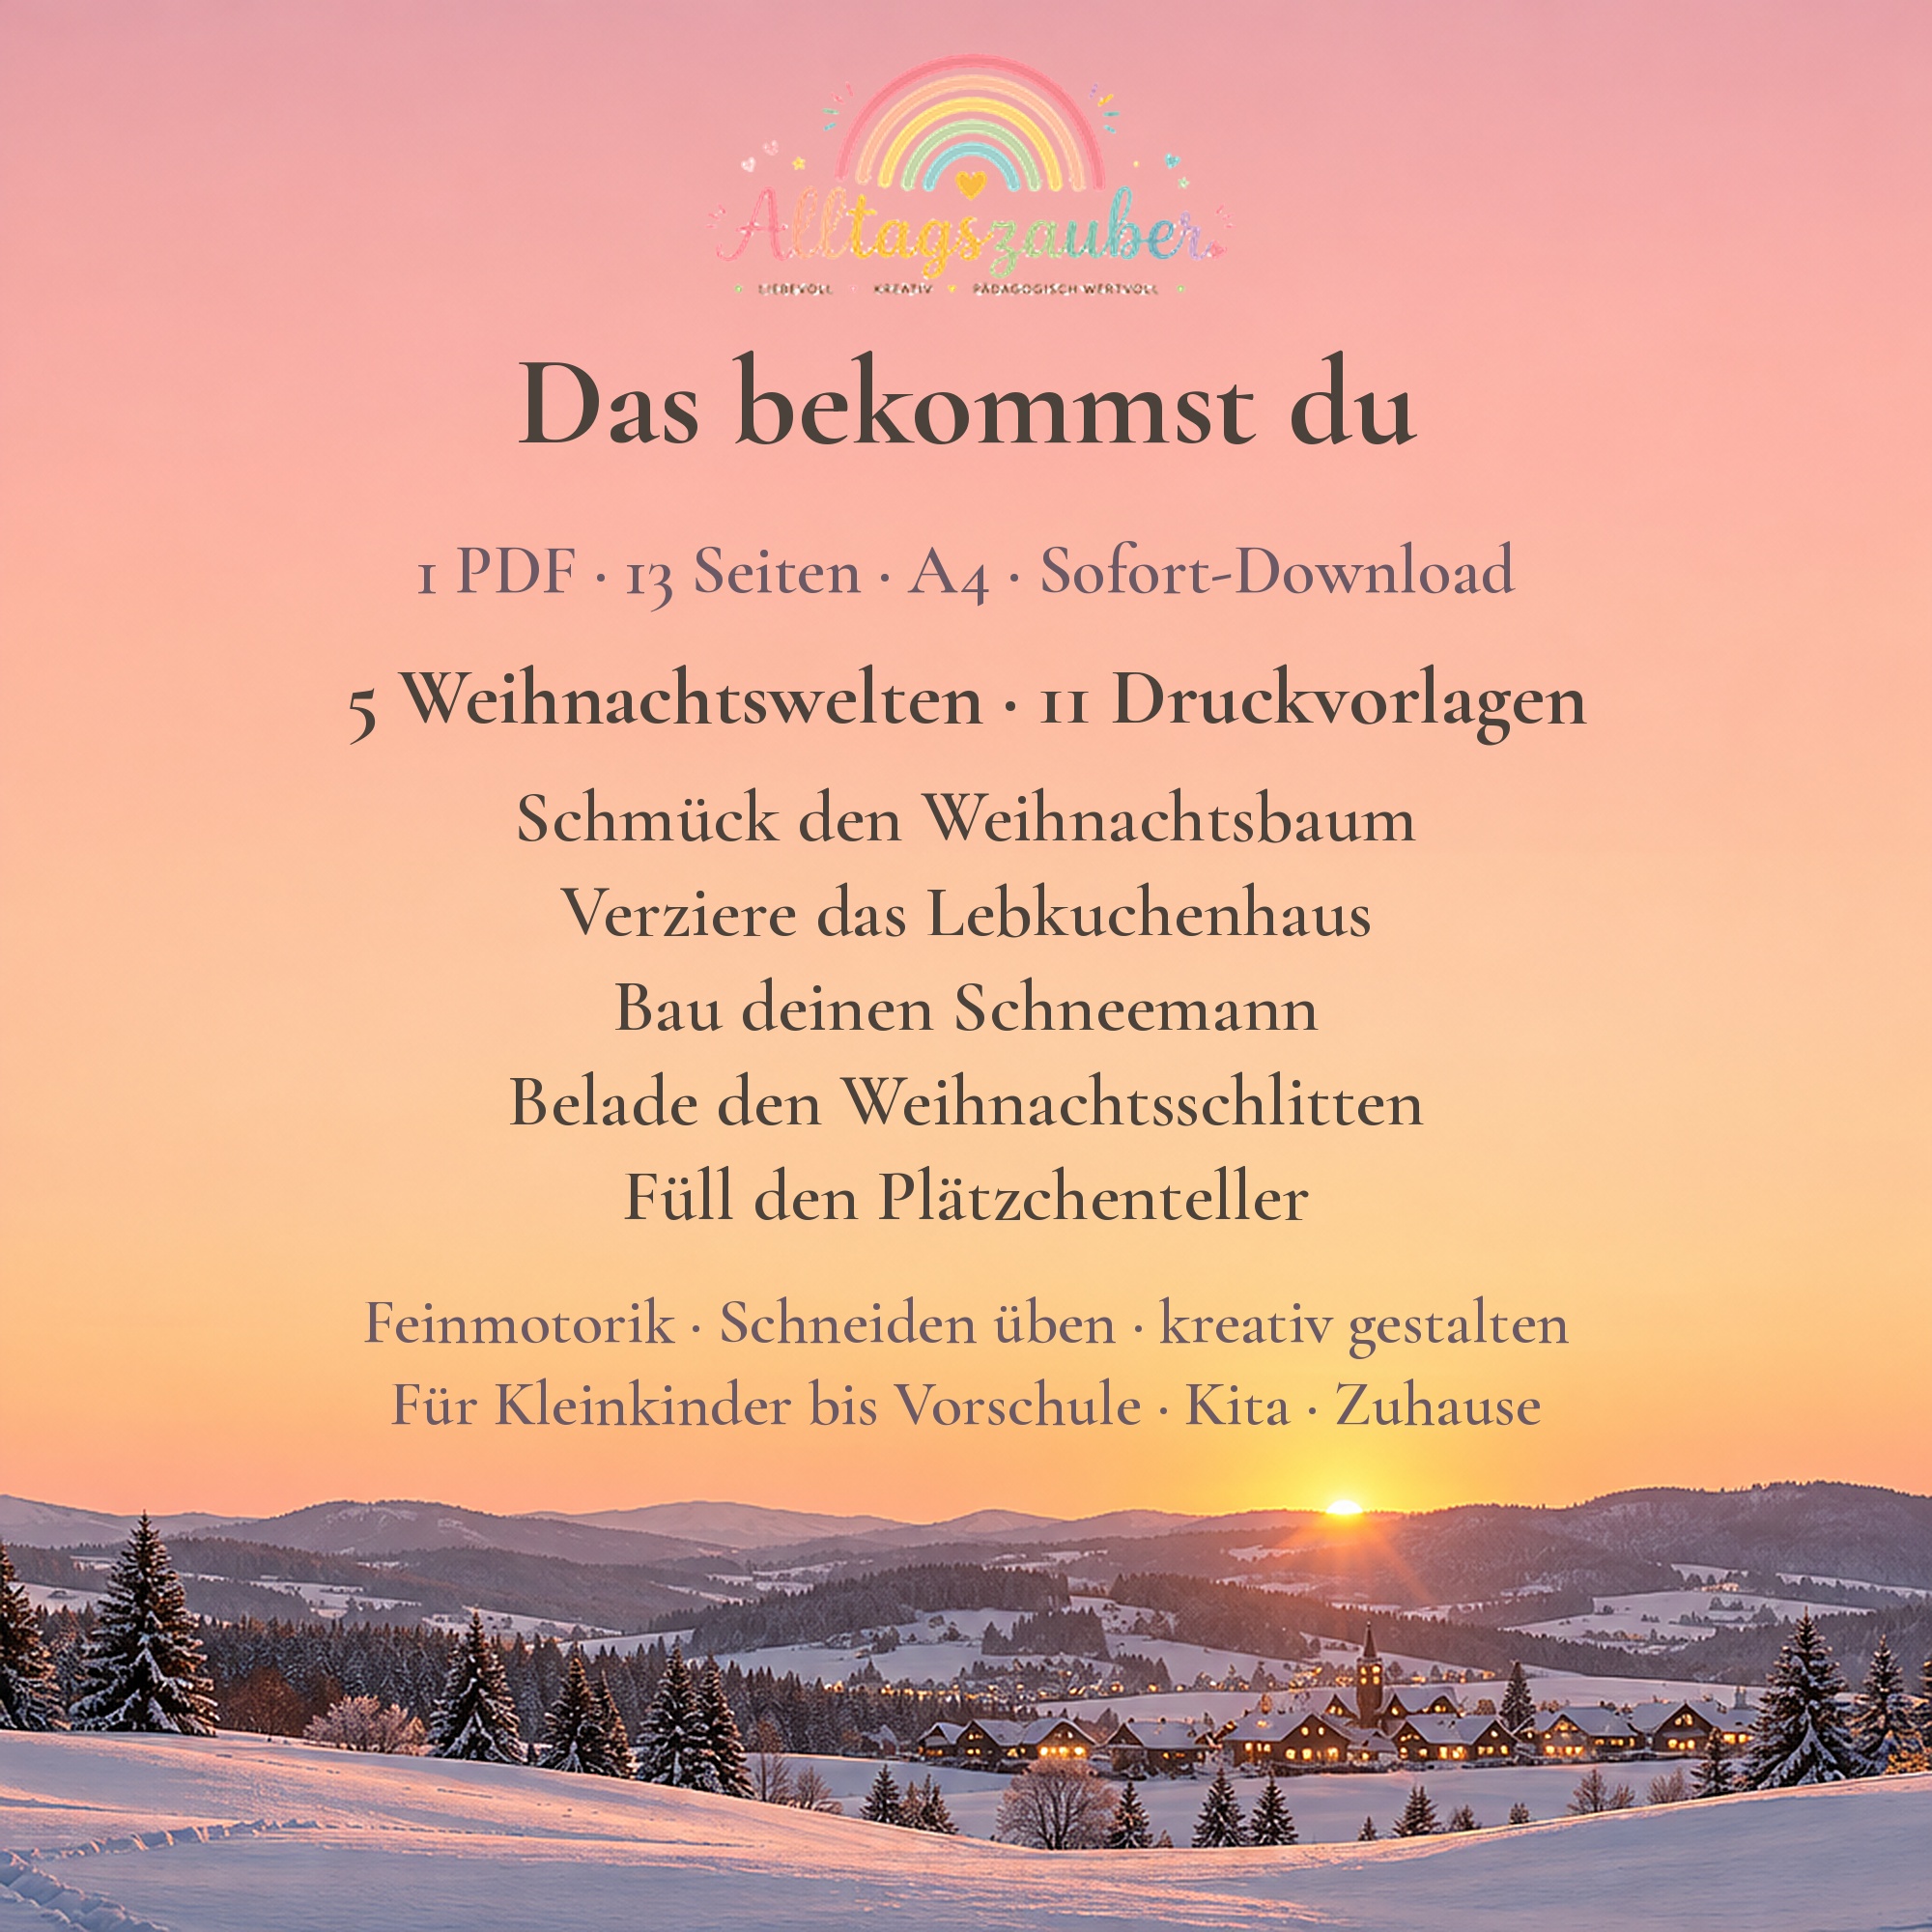 Alltagszauber
LIEBEVOLL KREATIV PÄDAGOGISCH WERTVOLL
Das bekommst du
1 PDF · 13 Seiten · A4 · Sofort-Download
5 Weihnachtswelten · 11 Druckvorlagen
Schmück den Weihnachtsbaum
Verziere das Lebkuchenhaus
Bau deinen Schneemann
Belade den Weihnachtsschlitten
Füll den Plätzchenteller
Feinmotorik · Schneiden üben · kreativ gestalten
Für Kleinkinder bis Vorschule · Kita · Zuhause